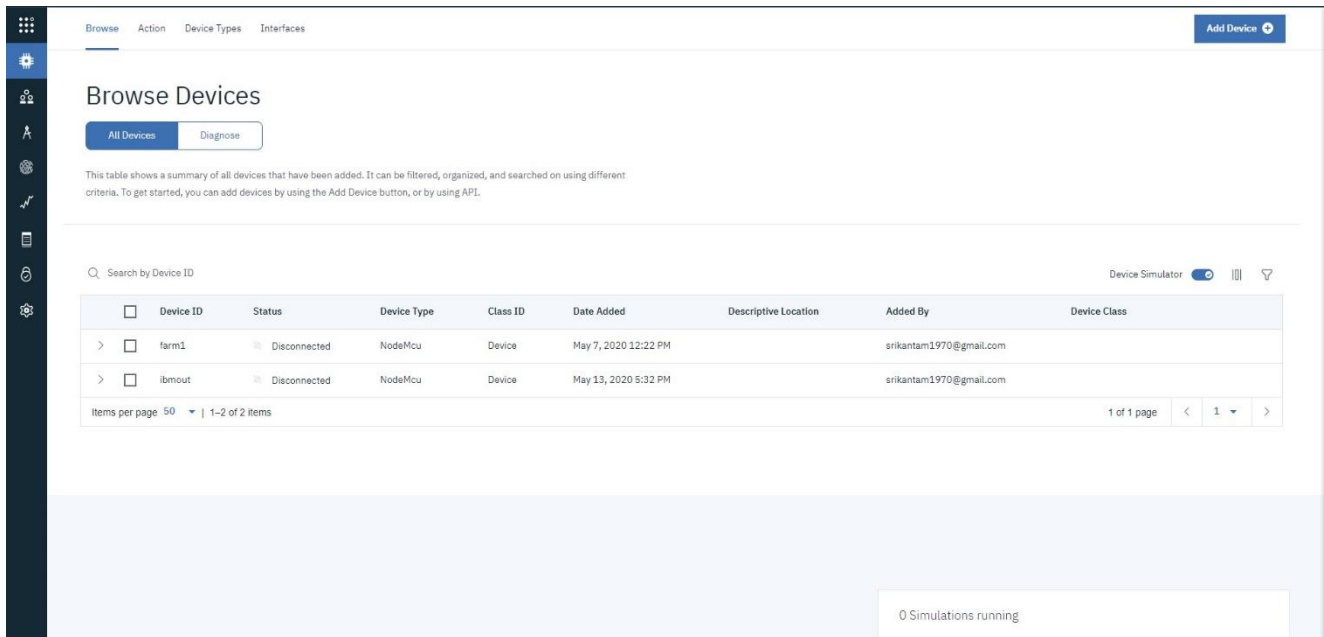 Browse Action Device Types Interfaces Add Device
Browse Devices
All Devices Diagnose
This table shows a summary of all devices that have been added. It can be filtered, organized, and searched on using different
criteria. To get started, you can add devices by using the Add Device button, or by using API.
Search by Device ID Device Simulator
Device ID Status Device Type Class ID Date Added Descriptive Location Added By Device Class
farm1 Disconnected NodeMcu Device May 7, 2020 12:22 PM srikantam1970@gmail.com
ibmout Disconnected NodeMcu Device May 13, 2020 5:32 PM srikantam1970@gmail.com
Items per page 50 | 1–2 of 2 items 1 of 1 page 1
0 Simulations running